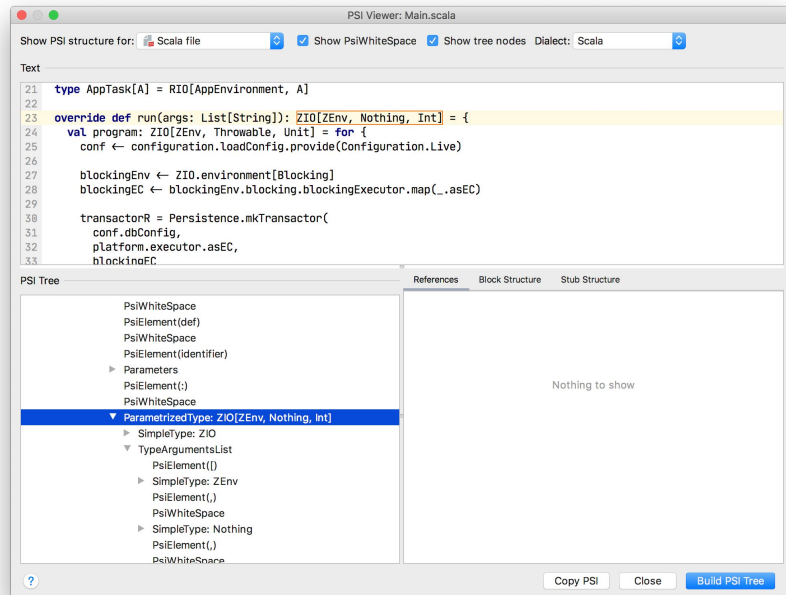 PSI Viewer: Main.scala
Show PSI structure for: Scala file Show PsiWhiteSpace Show tree nodes Dialect: Scala
Text
21 type AppTask[A] = RIO[AppEnvironment, A]
22
23 override def run(args: List[String]): ZIO[ZEnv, Nothing, Int] = {
24 val program: ZIO[ZEnv, Throwable, Unit] = for {
25 conf ← configuration.loadConfig.provide(Configuration.Live)
26
27 blockingEnv ← ZIO.environment[Blocking]
28 blockingEC ← blockingEnv.blocking.blockingExecutor.map(_.asEC)
29
30 transactorR = Persistence.mkTransactor(
31 conf.dbConfig,
32 platform.executor.asEC,
33 blockingEC
PSI Tree
PsiWhiteSpace
PsiElement(def)
PsiWhiteSpace
PsiElement(identifier)
Parameters
PsiElement(:)
PsiWhiteSpace
ParametrizedType: ZIO[ZEnv, Nothing, Int]
SimpleType: ZIO
TypeArgumentsList
PsiElement([)
SimpleType: ZEnv
PsiElement(,)
PsiWhiteSpace
SimpleType: Nothing
PsiElement(,)
PsiWhiteSpace
References Block Structure Stub Structure
Nothing to show
? Copy PSI Close Build PSI Tree